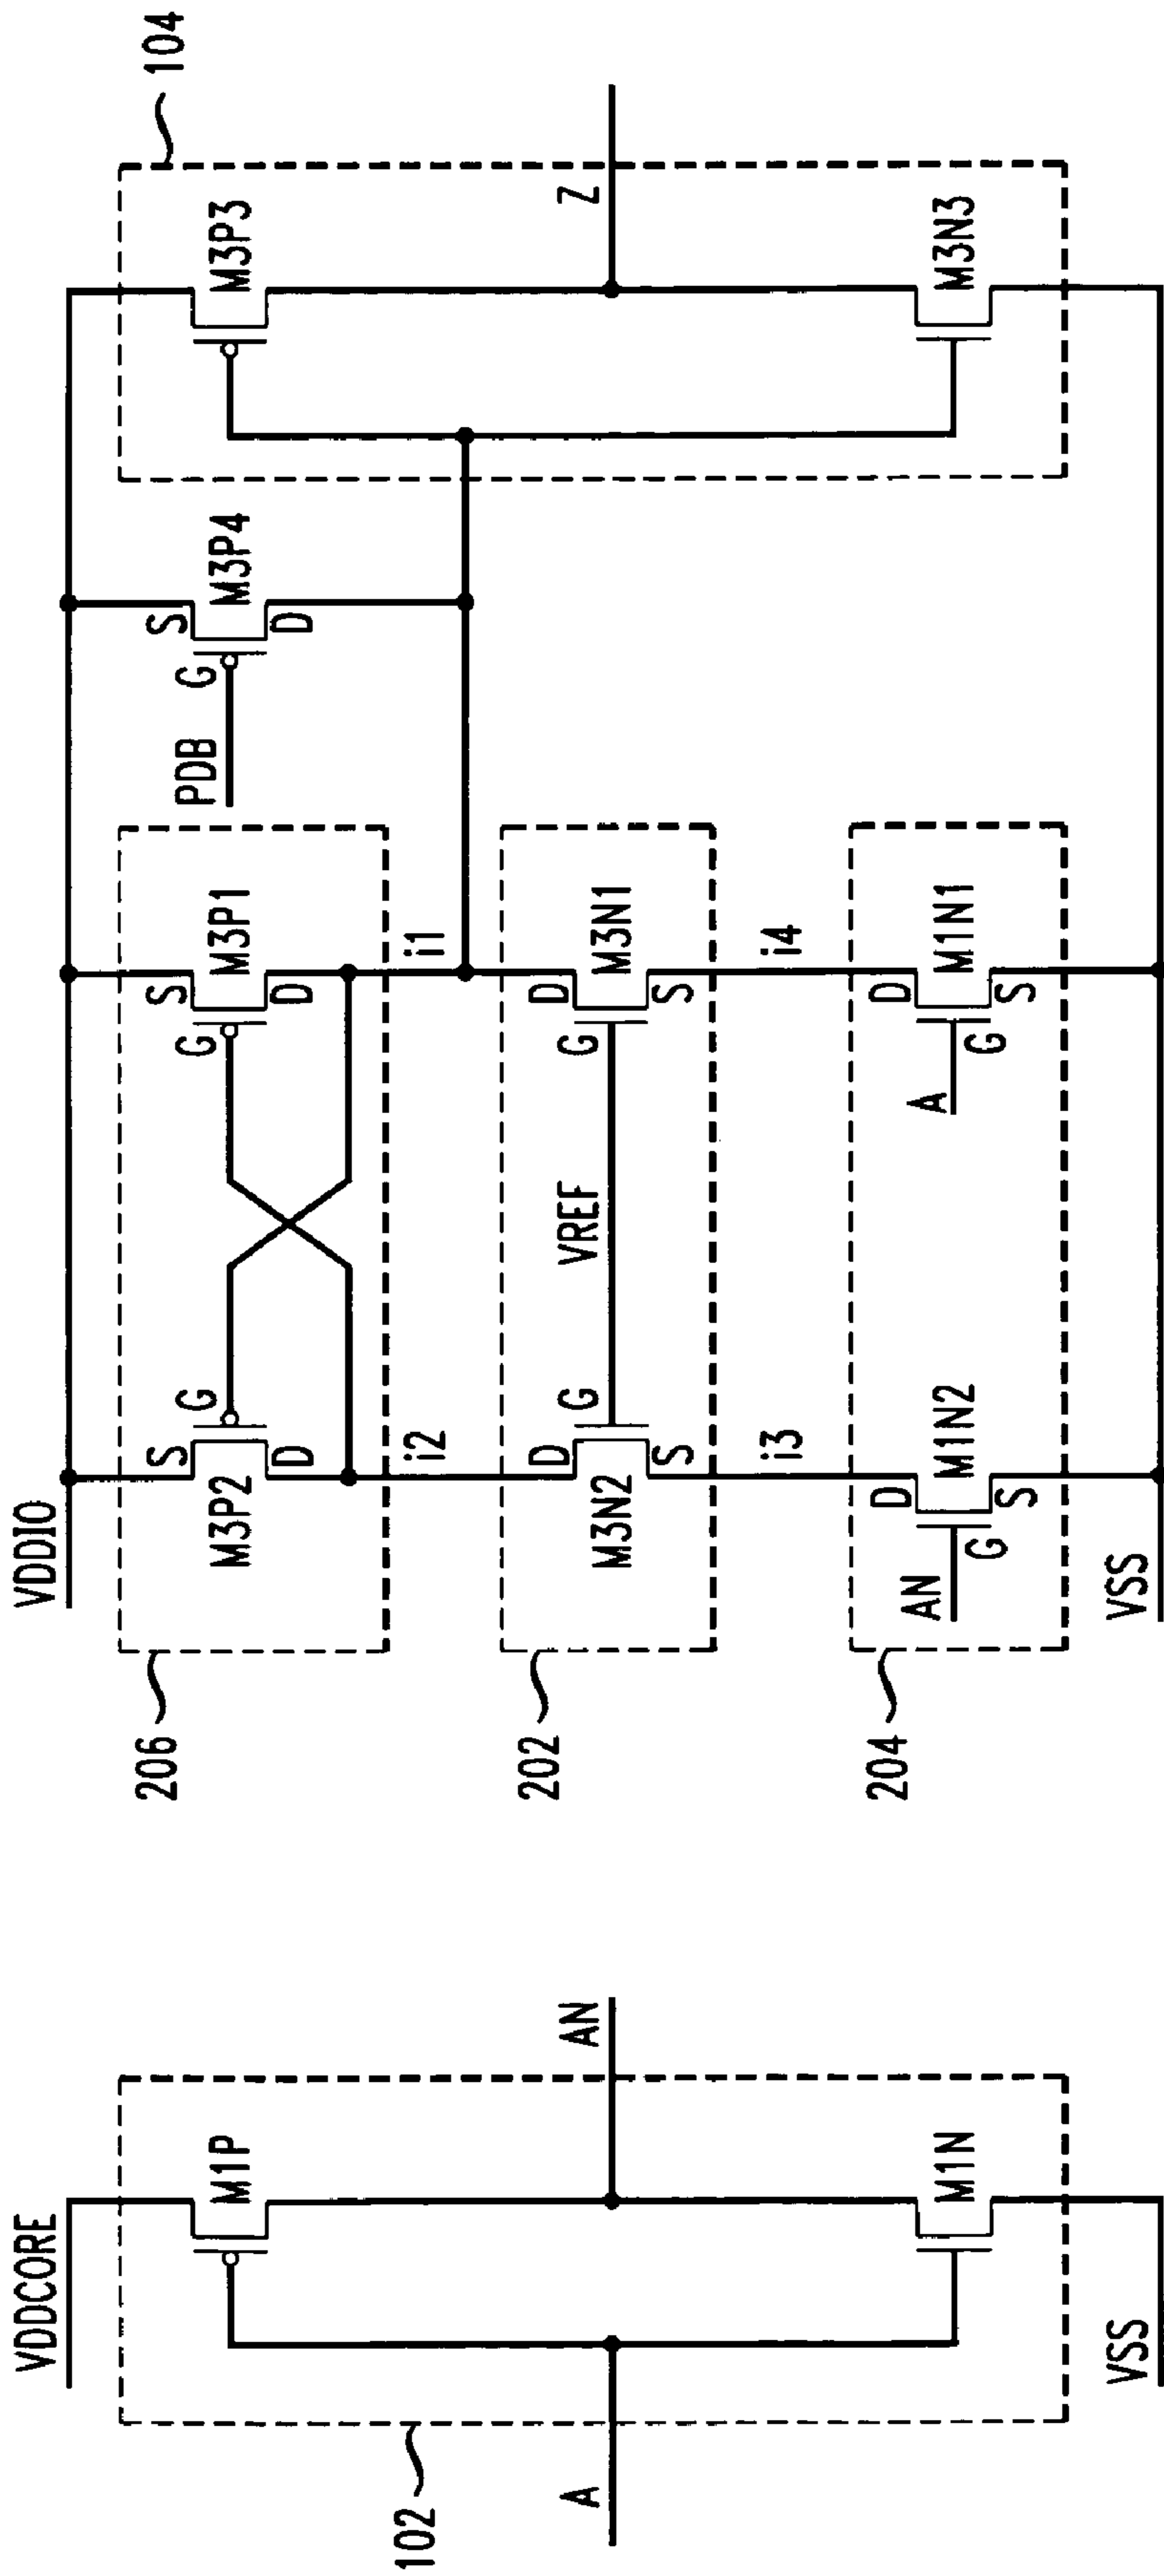 VDDCORE
102
M1P
A
AN
M1N
VSS
VDDIO
206
S
G
M3P2
D
S
G
M3P1
D
PDB
S
G
M3P4
D
104
M3P3
i2
i1
202
D
G
M3N2
S
VREF
D
G
M3N1
S
Z
i3
i4
204
D
M1N2
AN
G
S
D
M1N1
A
G
S
M3N3
VSS